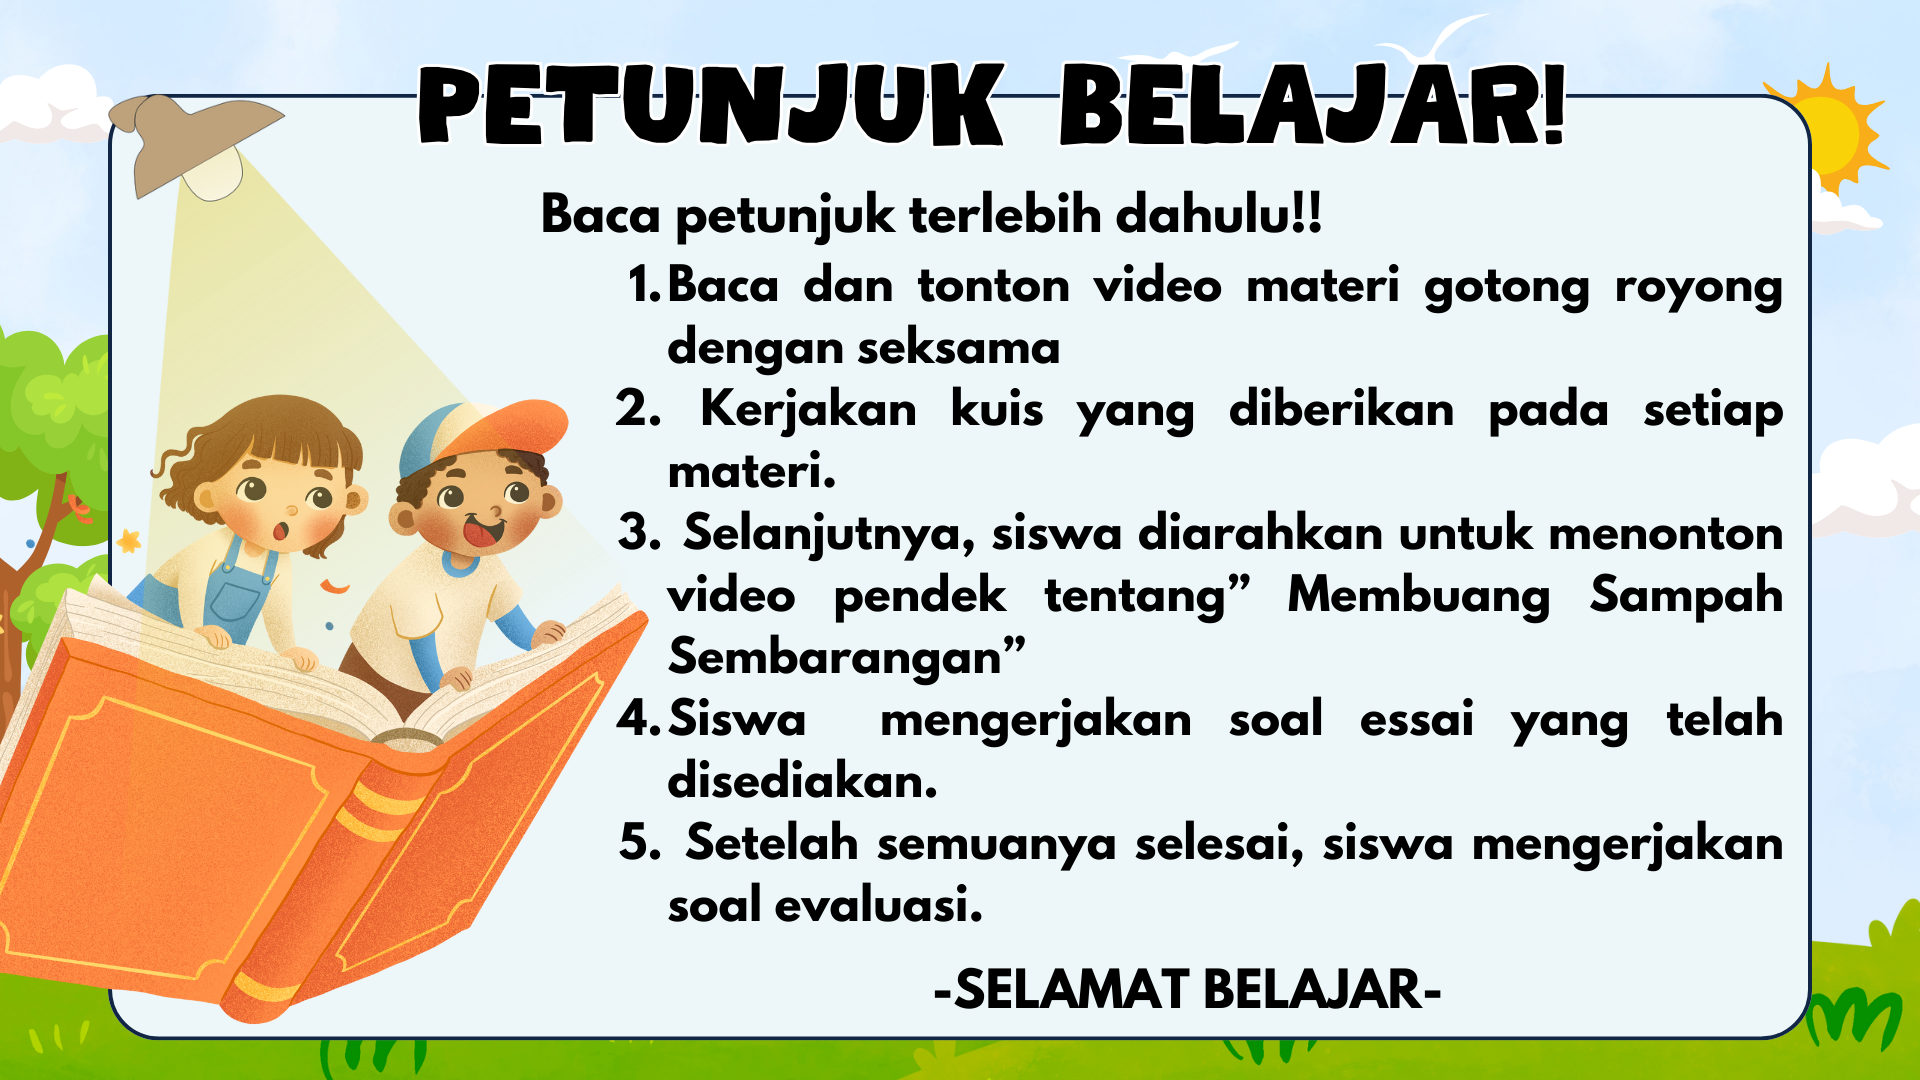 PETUNJUK BELAJAR!
Baca petunjuk terlebih dahulu!!
1. Baca dan tonton video materi gotong royong
dengan seksama
2. Kerjakan kuis yang diberikan pada setiap
materi.
3. Selanjutnya, siswa diarahkan untuk menonton
video pendek tentang” Membuang Sampah
Sembarangan”
4. Siswa mengerjakan soal essai yang telah
disediakan.
5. Setelah semuanya selesai, siswa mengerjakan
soal evaluasi.
-SELAMAT BELAJAR-